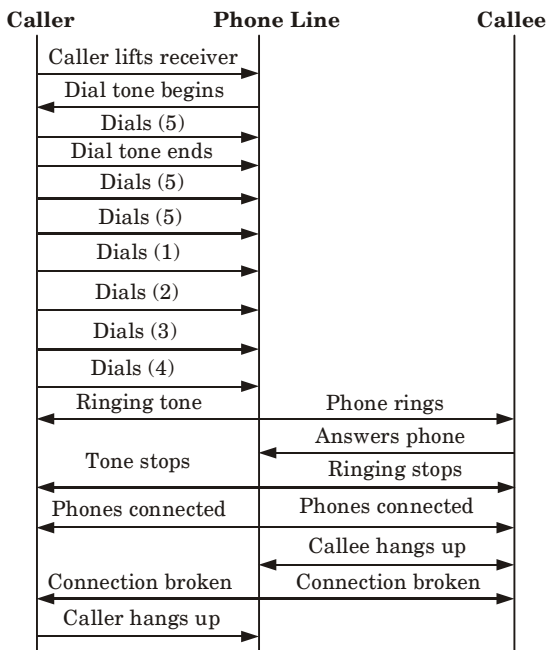 Caller Phone Line Callee
Caller lifts receiver
Dial tone begins
Dials (5)
Dial tone ends
Dials (5)
Dials (5)
Dials (1)
Dials (2)
Dials (3)
Dials (4)
Ringing tone Phone rings
Answers phone
Tone stops
Ringing stops
Phones connected Phones connected
Callee hangs up
Connection broken Connection broken
Caller hangs up